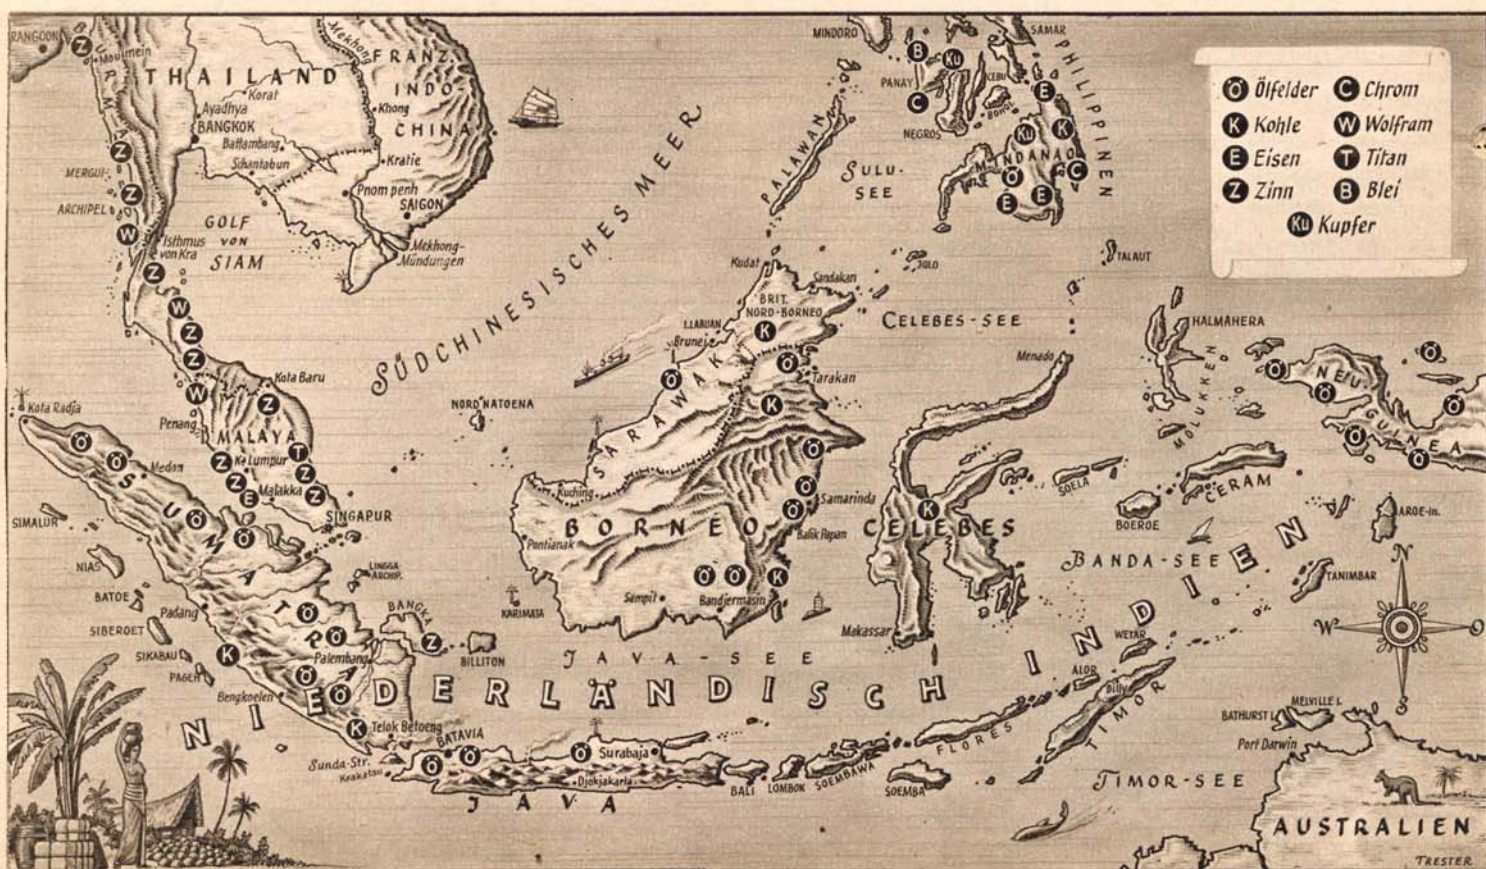 RANGOON
Moulmein
BURMA
THAILAND
Korat
Ayadhya
BANGKOK
Battambang
Schantabun
MERGUI-
ARCHIPEL
GOLF
VON
SIAM
Isthmus
von Kra
Mekhong
FRANZ.
INDO-
CHINA
Khong
Kratie
Pnom penh
SAIGON
Mekhong-
Mündungen
SÜDCHINESISCHES MEER
MINDORO
SAMAR
PHILIPPINEN
PANAY
CEBU
BOHOL
NEGROS
PALAWAN
SULU-
SEE
MINDANAO
JOLO
TALAUT
Ö Ölfelder
C Chrom
K Kohle
W Wolfram
E Eisen
T Titan
Z Zinn
B Blei
Ku Kupfer
Kudat
Sandakan
BRIT.
NORD-BORNEO
I. LABUAN
Brunei
CELEBES-SEE
HALMAHERA
Menado
Tarakan
SARAWAK
MOLUKKEN
NEU-
GUINEA
Kota Radja
Kota Baru
NORD NATOENA
Penang
MALAYA
K. Lumpur
Medan
Malakka
SINGAPUR
SIMALUR
SUMATRA
NIAS
BATOE
LINGGA-
ARCHIP.
Padang
SIBEROET
SIKABAU
PAGEH
BANGKA
BILLITON
Palembang
Bengkoelen
Telok Betoeng
Kuching
BORNEO
Pontianak
Samarinda
Balik Papan
KARIMATA
Sampit
Bandjermasin
CELEBES
Makassar
SOELA
BOEROE
CERAM
AROE-In.
BANDA-SEE
TANIMBAR
JAVA-SEE
NIEDERLÄNDISCH INDIEN
WETAR
ALOR
Dilly
TIMOR
FLORES
Sunda-Str.
Krakatau
BATAVIA
Surabaja
Djokjakarta
JAVA
BALI
LOMBOK
SOEMBAWA
SOEMBA
TIMOR-SEE
N
W
O
S
MELVILLE I.
BATHURST I.
Port Darwin
AUSTRALIEN
TRESTER